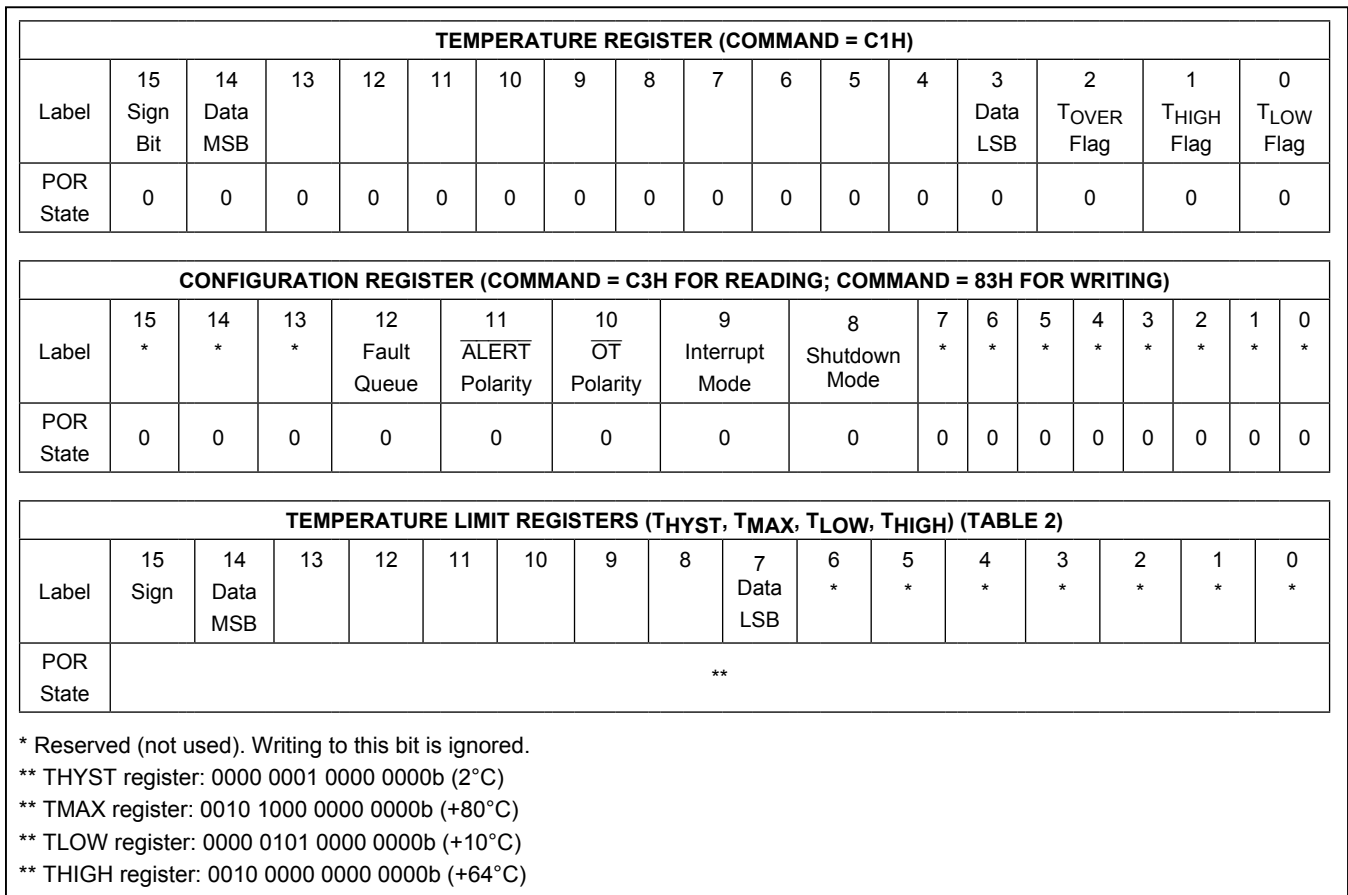 TEMPERATURE REGISTER (COMMAND = C1H)
Label 15 Sign Bit 14 Data MSB 13 12 11 10 9 8 7 6 5 4 3 Data LSB 2 TOVER Flag 1 THIGH Flag 0 TLOW Flag
POR State 0 0 0 0 0 0 0 0 0 0 0 0 0 0 0 0
CONFIGURATION REGISTER (COMMAND = C3H FOR READING; COMMAND = 83H FOR WRITING)
Label 15 * 14 * 13 * 12 Fault Queue 11 ALERT Polarity 10 OT Polarity 9 Interrupt Mode 8 Shutdown Mode 7 * 6 * 5 * 4 * 3 * 2 * 1 * 0 *
POR State 0 0 0 0 0 0 0 0 0 0 0 0 0 0 0 0
TEMPERATURE LIMIT REGISTERS (THYST, TMAX, TLOW, THIGH) (TABLE 2)
Label 15 Sign 14 Data MSB 13 12 11 10 9 8 7 Data LSB 6 * 5 * 4 * 3 * 2 * 1 * 0 *
POR State **
* Reserved (not used). Writing to this bit is ignored.
** THYST register: 0000 0001 0000 0000b (2°C)
** TMAX register: 0010 1000 0000 0000b (+80°C)
** TLOW register: 0000 0101 0000 0000b (+10°C)
** THIGH register: 0010 0000 0000 0000b (+64°C)